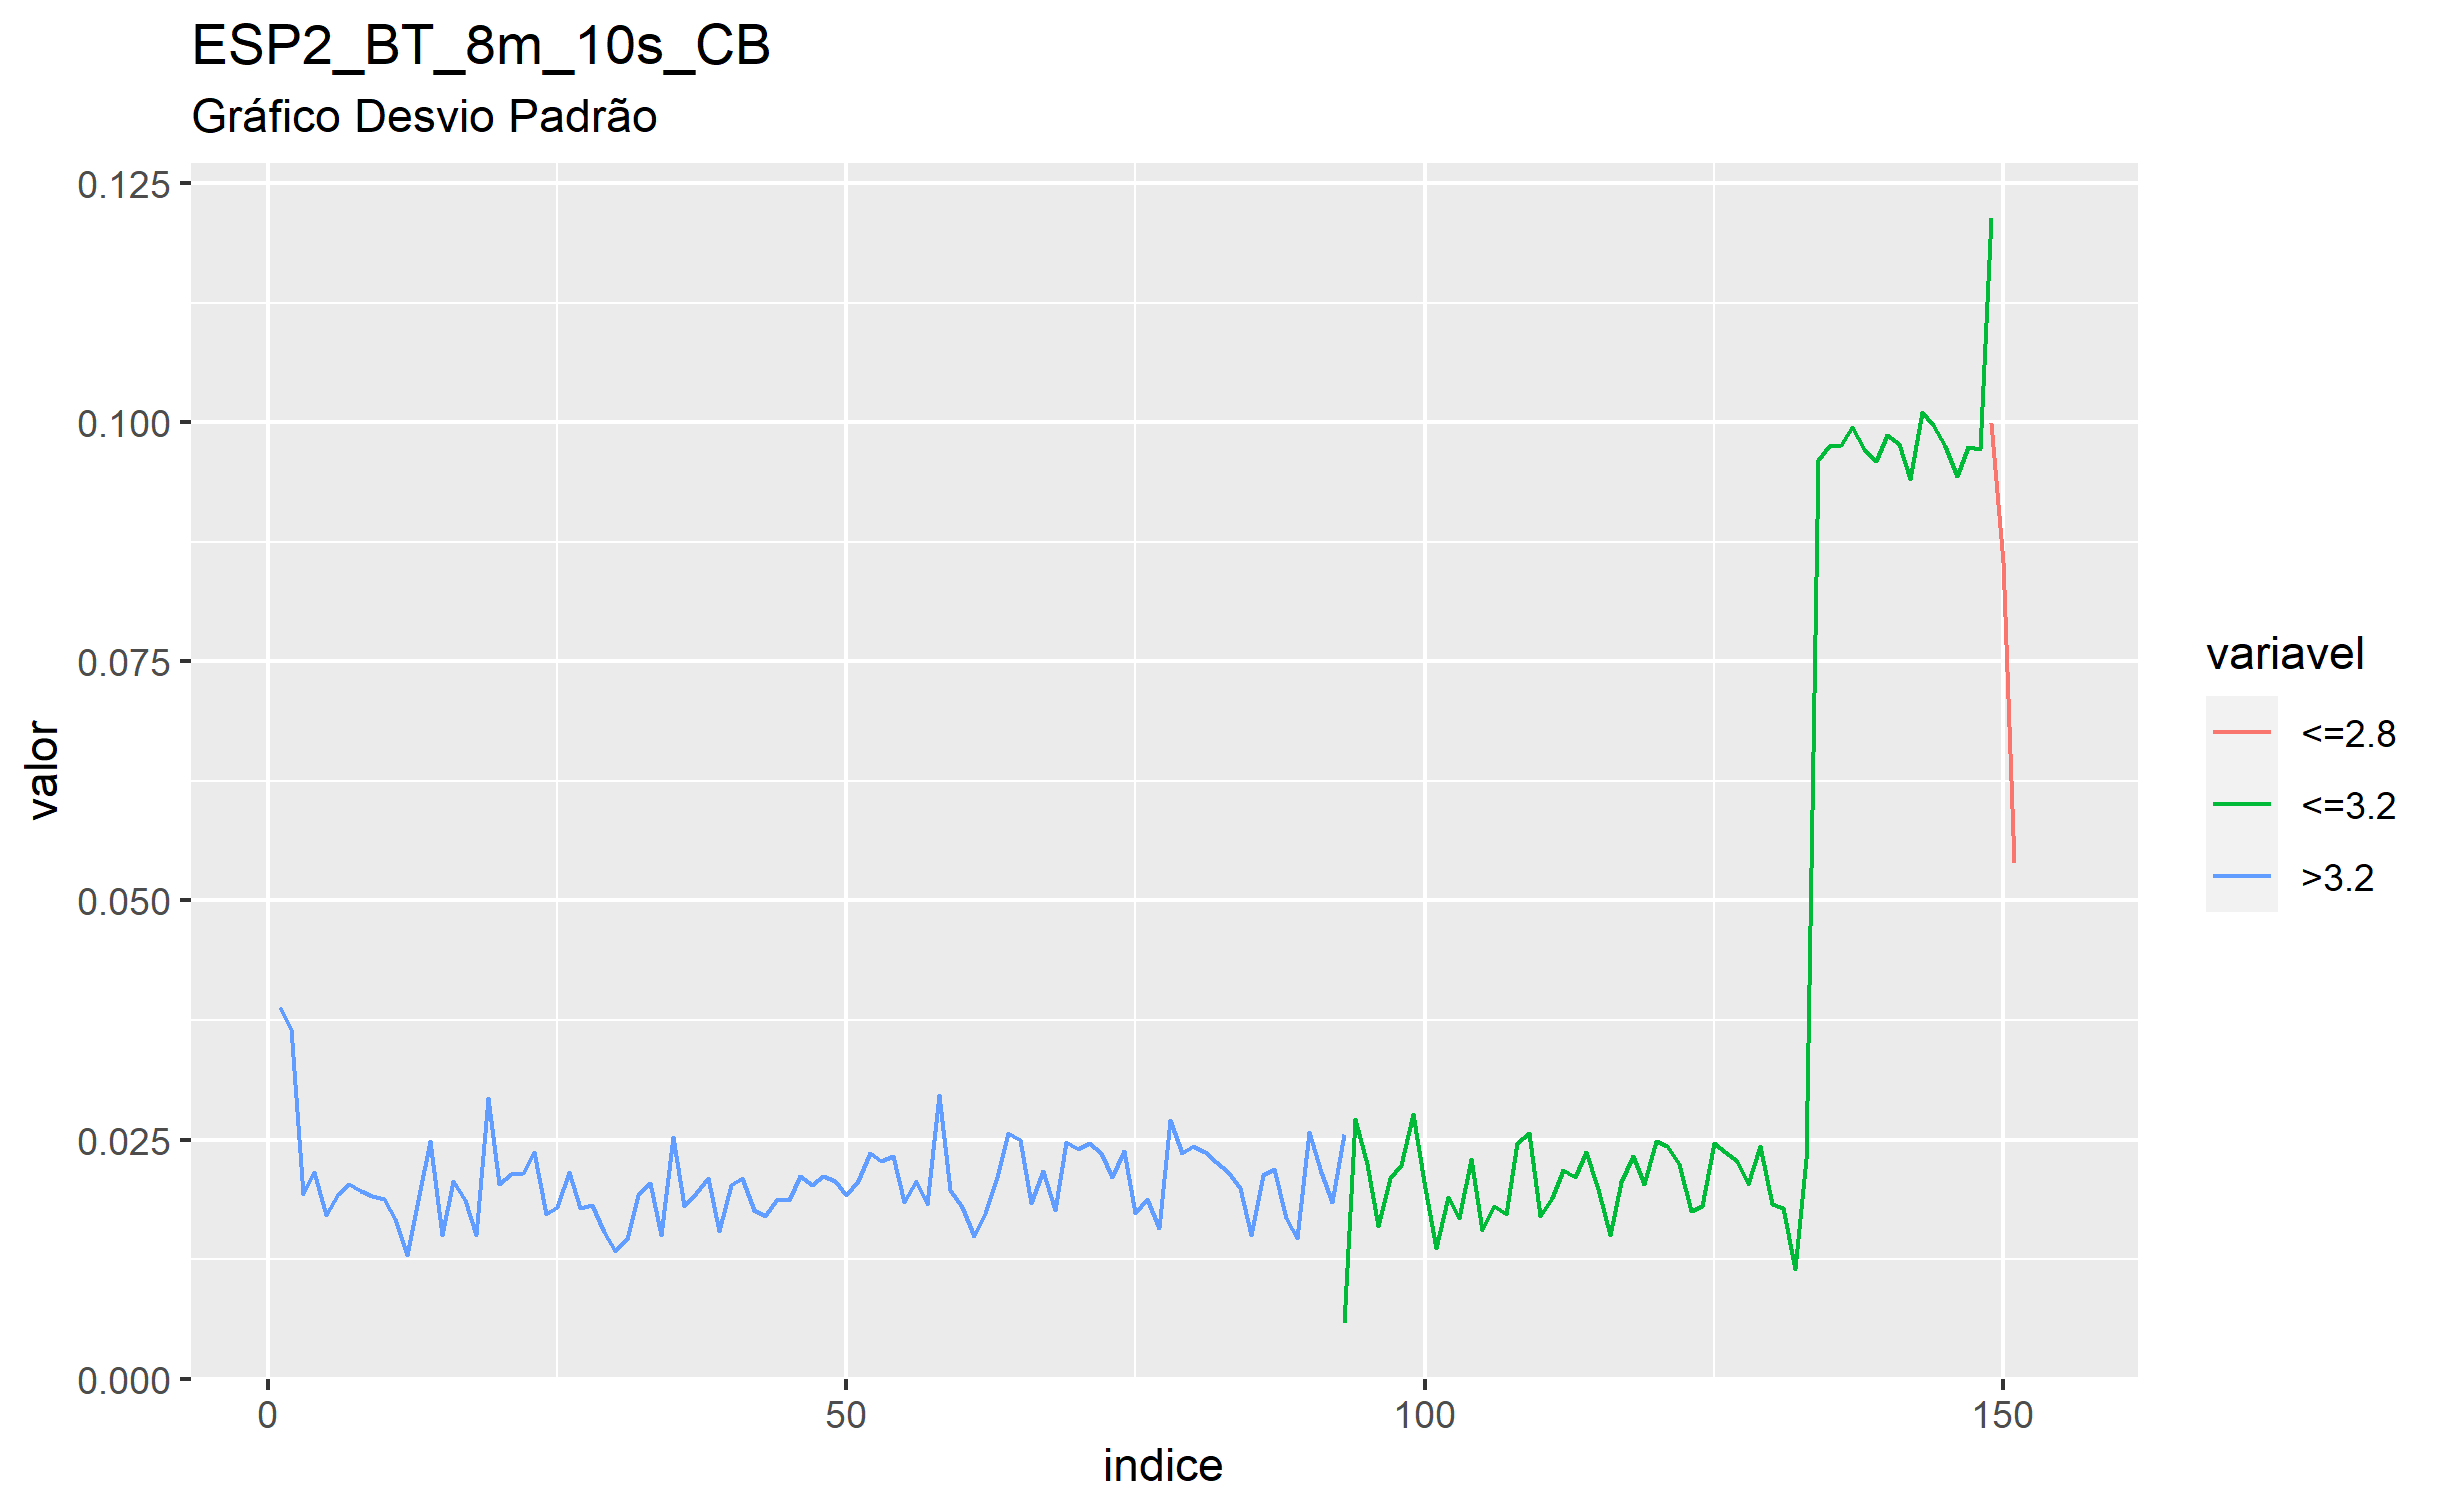 ESP2_BT_8m_10s_CB
Gráfico Desvio Padrão
0.125
0.100
0.075
0.050
0.025
0.000
valor
0 50 100 150
indice
variavel
<=2.8
<=3.2
>3.2